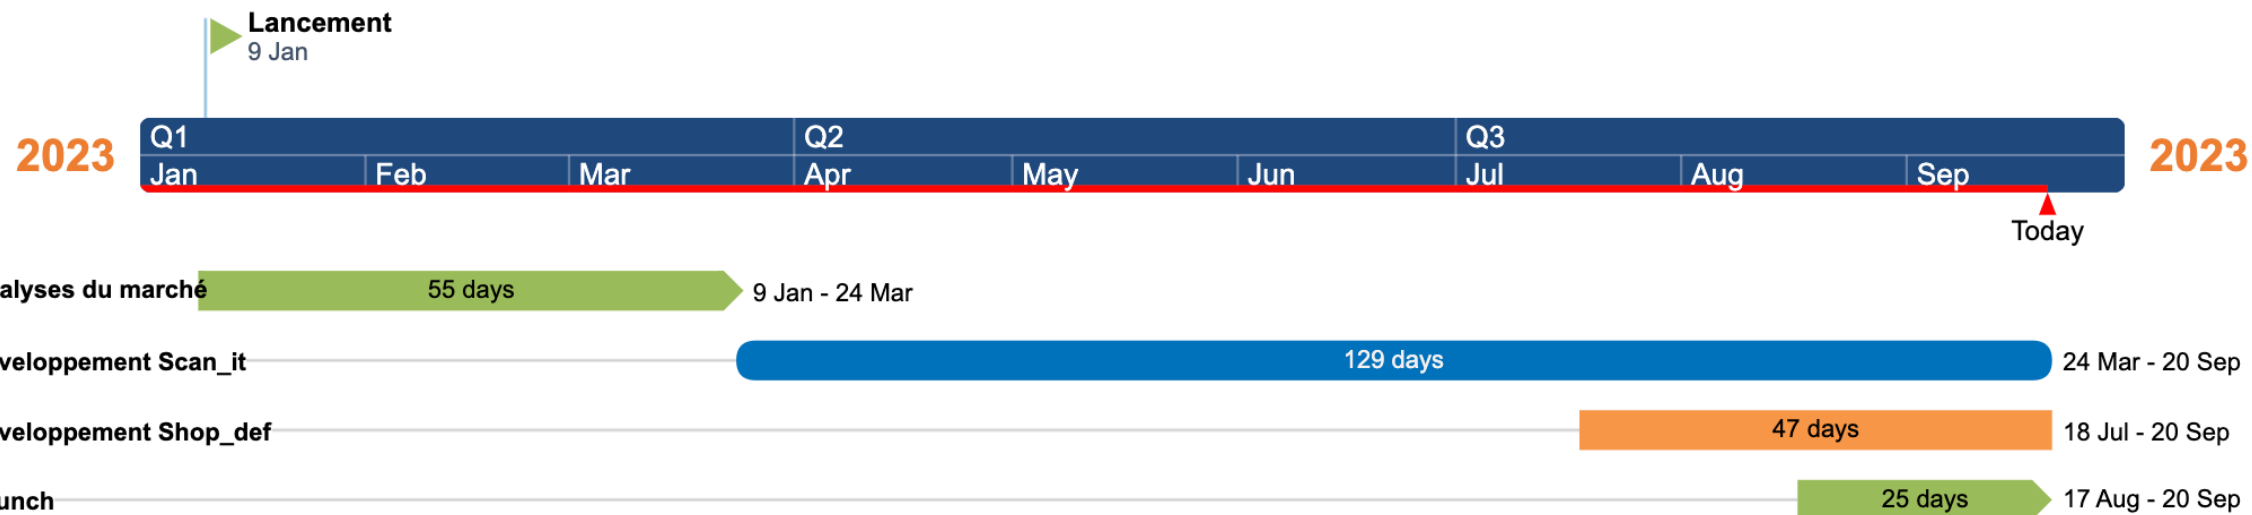 Lancement
9 Jan
2023
Q1 Q2 Q3
2023
Jan Feb Mar Apr May Jun Jul Aug Sep
Today
alyses du marché 55 days 9 Jan - 24 Mar
veloppement Scan_it 129 days 24 Mar - 20 Sep
veloppement Shop_def 47 days 18 Jul - 20 Sep
unch 25 days 17 Aug - 20 Sep